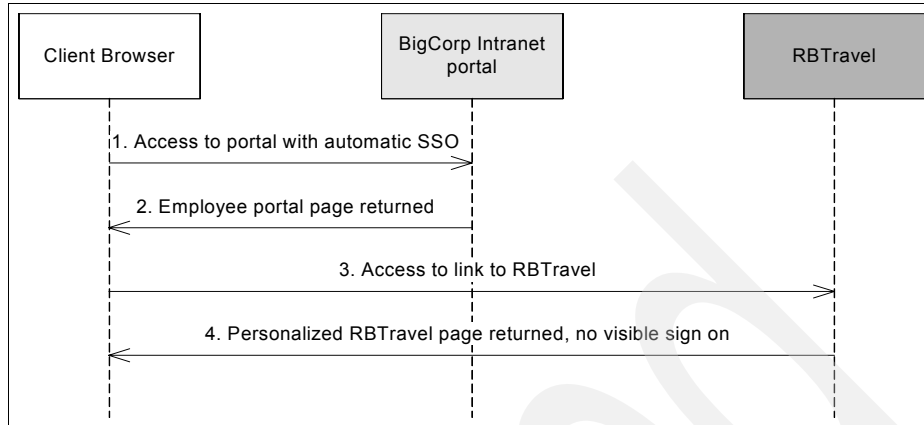 Client Browser
BigCorp Intranet
portal
RBTravel
1. Access to portal with automatic SSO
2. Employee portal page returned
3. Access to link to RBTravel
4. Personalized RBTravel page returned, no visible sign on